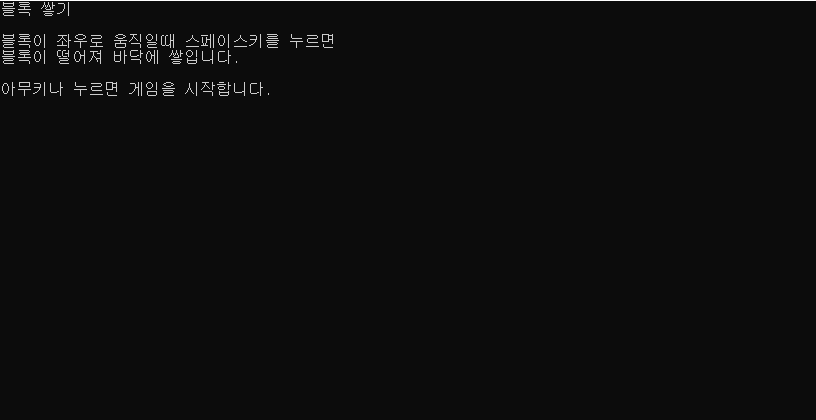 블록 쌓기
블록이 좌우로 움직일때 스페이스키를 누르면
블록이 떨어져 바닥에 쌓입니다.
아무키나 누르면 게임을 시작합니다.